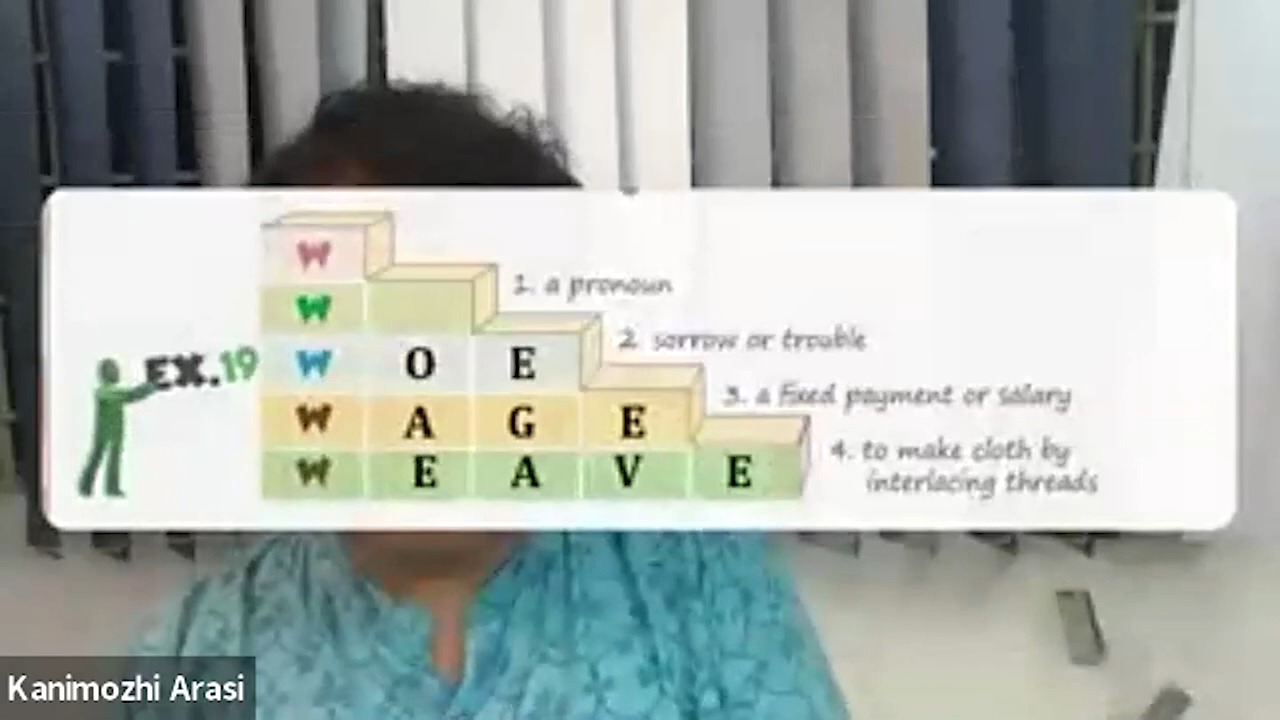 W
1. a pronoun
W
2. sorrow or trouble
EX.19
W O E
3. a fixed payment or salary
W A G E
4. to make cloth by
W E A V E
interlacing threads
Kanimozhi Arasi